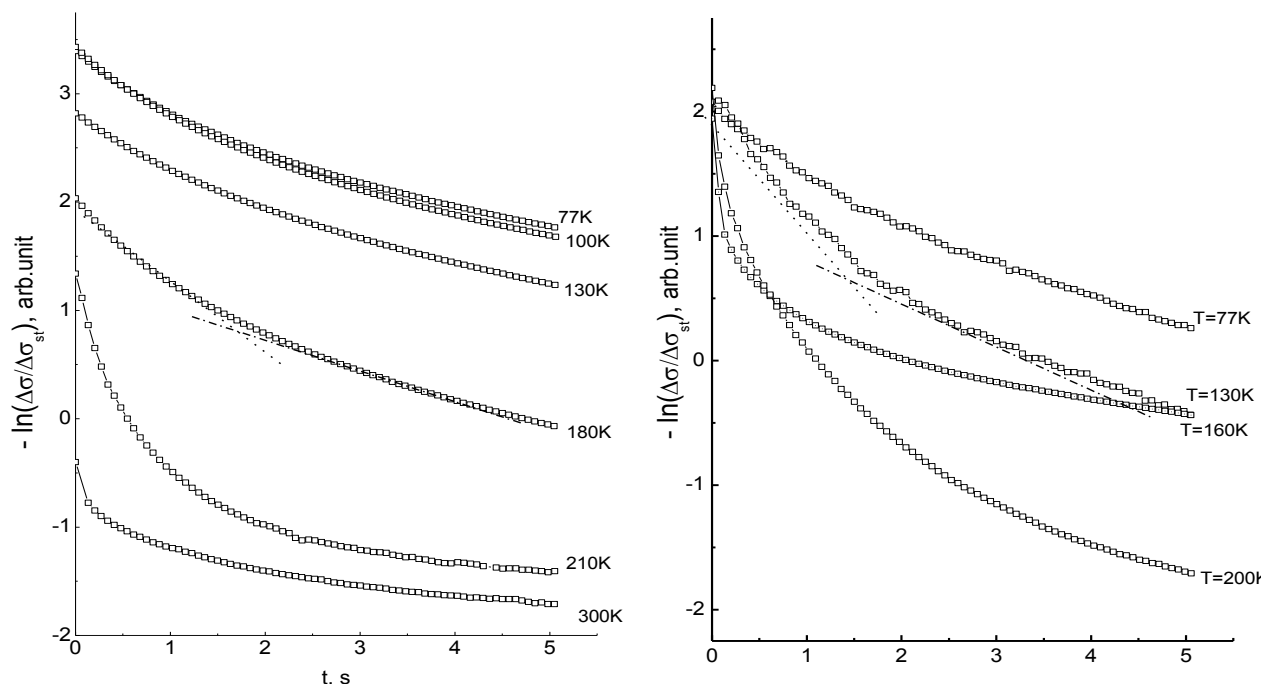 - ln(Δσ/Δσst), arb.unit
3
2
1
0
-1
-2
77K
100K
130K
180K
210K
300K
0 1 2 3 4 5
t, s
- ln(Δσ/Δσst), arb.unit
2
1
0
-1
-2
T=77K
T=130K
T=160K
T=200K
0 1 2 3 4 5